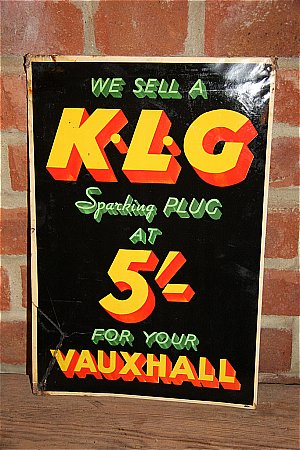 WE SELL A
K·L·G
Sparking PLUG
AT
5/-
FOR YOUR
VAUXHALL